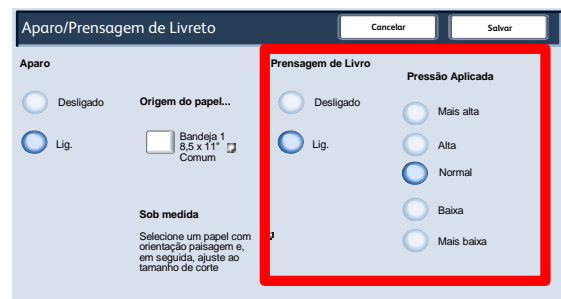 Aparo/Prensagem de Livreto
Cancelar
Salvar
Aparo
Desligado
Lig.
Origem do papel...
Bandeja 1
8,5 x 11"
Comum
Sob medida
Selecione um papel com
orientação paisagem e,
em seguida, ajuste ao
tamanho de corte
Prensagem de Livro
Desligado
Lig.
Pressão Aplicada
Mais alta
Alta
Normal
Baixa
Mais baixa